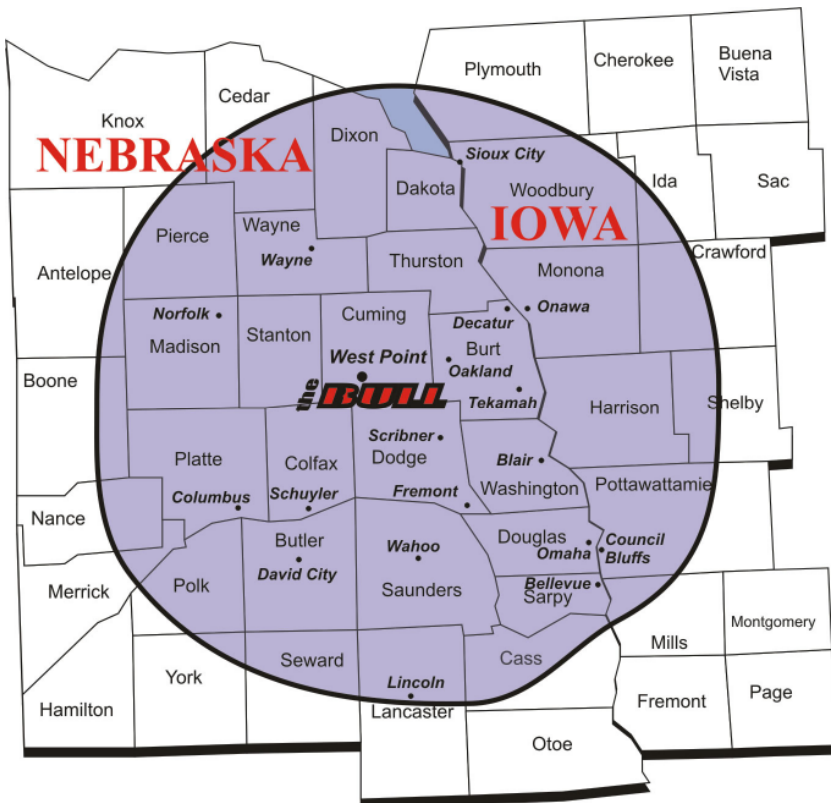 Plymouth
Cherokee
Buena
Vista
Knox
Cedar
Dixon
NEBRASKA
Sioux City
Dakota
Woodbury
Ida
Sac
IOWA
Pierce
Wayne
Wayne
Thurston
Monona
Crawford
Antelope
Norfolk
Madison
Stanton
Cuming
Decatur
Onawa
West Point
Burt
Oakland
Tekamah
the BULL
Boone
Harrison
Shelby
Platte
Colfax
Scribner
Dodge
Blair
Washington
Pottawattamie
Columbus
Schuyler
Fremont
Nance
Butler
Wahoo
Douglas
Omaha
Council
Bluffs
David City
Saunders
Bellevue
Sarpy
Merrick
Polk
Mills
Montgomery
York
Seward
Cass
Lincoln
Lancaster
Hamilton
Fremont
Page
Otoe